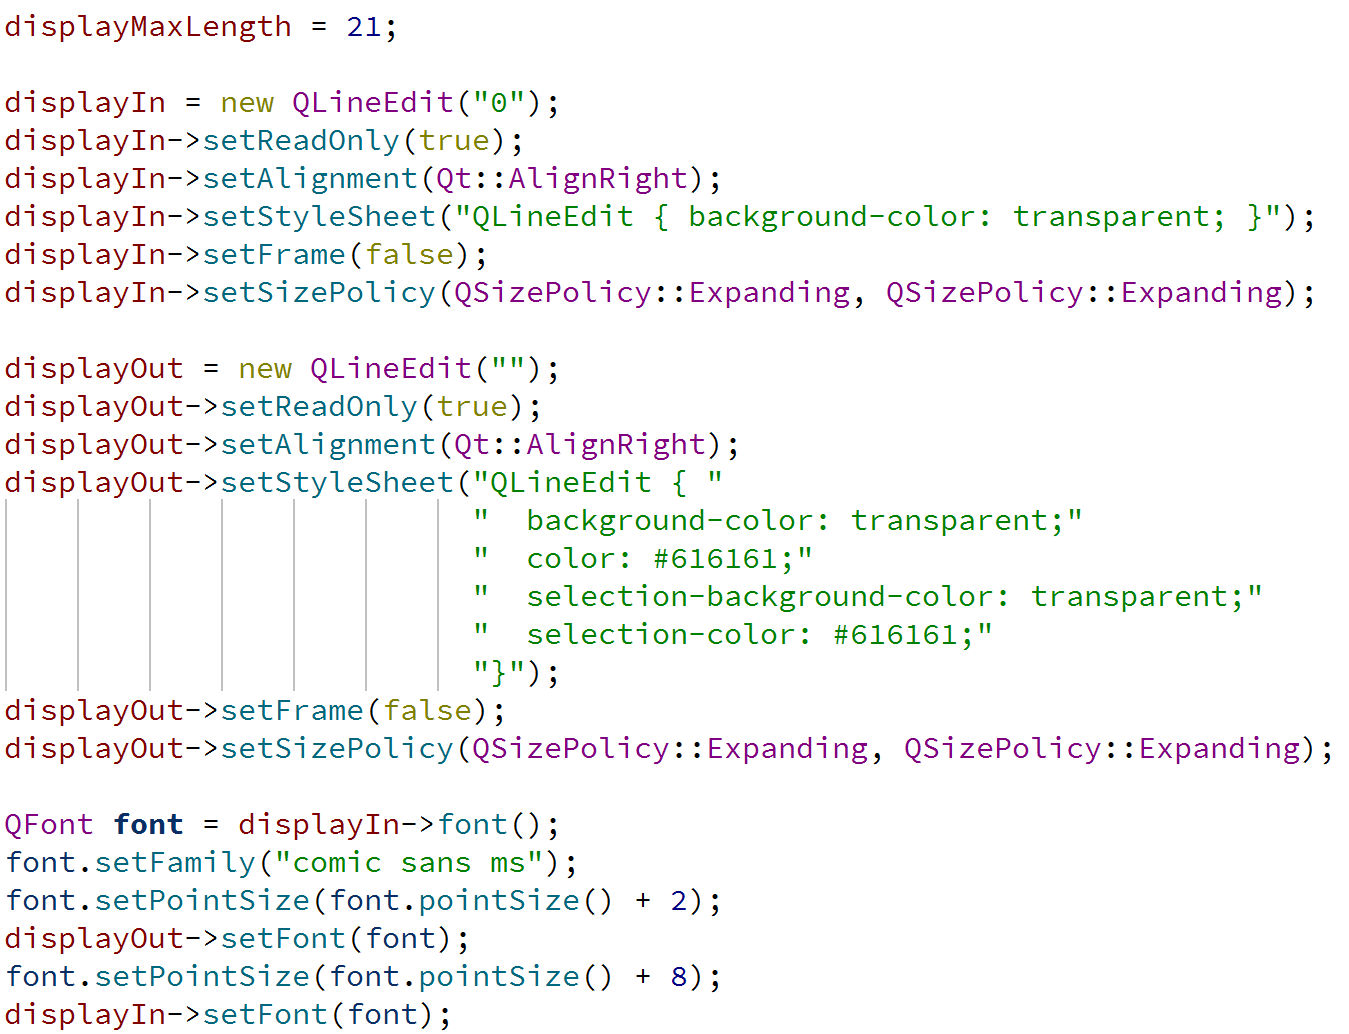 displayMaxLength = 21;

displayIn = new QLineEdit("0");
displayIn->setReadOnly(true);
displayIn->setAlignment(Qt::AlignRight);
displayIn->setStyleSheet("QLineEdit { background-color: transparent; }");
displayIn->setFrame(false);
displayIn->setSizePolicy(QSizePolicy::Expanding, QSizePolicy::Expanding);

displayOut = new QLineEdit("");
displayOut->setReadOnly(true);
displayOut->setAlignment(Qt::AlignRight);
displayOut->setStyleSheet("QLineEdit { "
                          "  background-color: transparent;"
                          "  color: #616161;"
                          "  selection-background-color: transparent;"
                          "  selection-color: #616161;"
                          "}");
displayOut->setFrame(false);
displayOut->setSizePolicy(QSizePolicy::Expanding, QSizePolicy::Expanding);

QFont font = displayIn->font();
font.setFamily("comic sans ms");
font.setPointSize(font.pointSize() + 2);
displayOut->setFont(font);
font.setPointSize(font.pointSize() + 8);
displayIn->setFont(font);